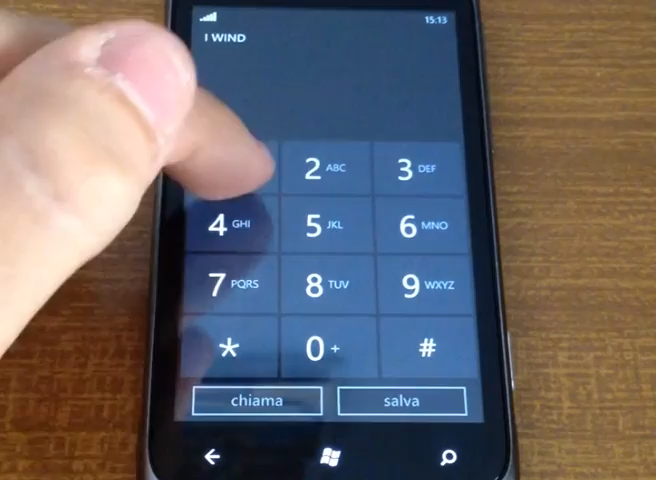 15:13
I WIND
2 ABC 3 DEF
4 GHI 5 JKL 6 MNO
7 PQRS 8 TUV 9 WXYZ
* 0 + #
chiama salva